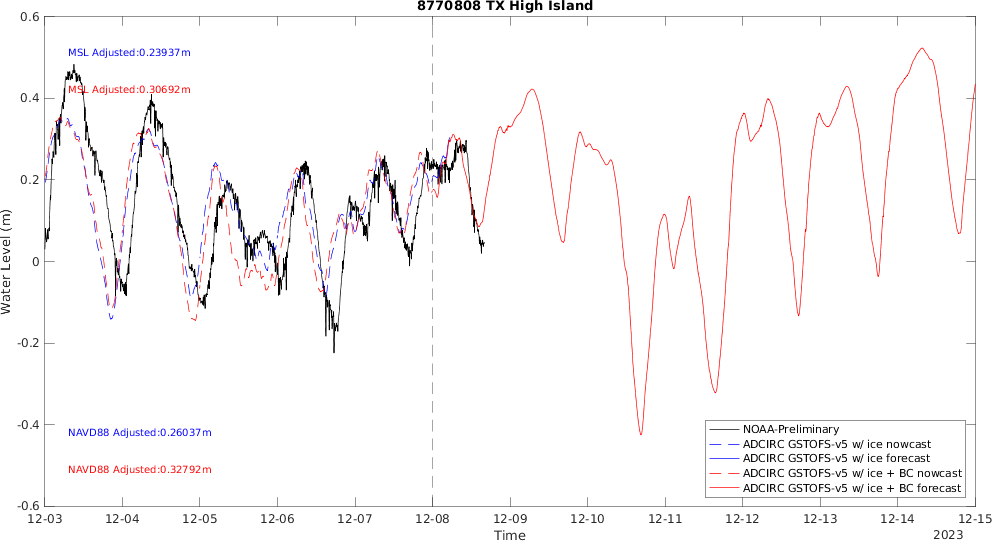 8770808 TX High Island
MSL Adjusted:0.23937m
MSL Adjusted:0.30692m
NAVD88 Adjusted:0.26037m
NAVD88 Adjusted:0.32792m
Water Level (m)
0.6
0.4
0.2
0
-0.2
-0.4
-0.6
NOAA-Preliminary
ADCIRC GSTOFS-v5 w/ ice nowcast
ADCIRC GSTOFS-v5 w/ ice forecast
ADCIRC GSTOFS-v5 w/ ice + BC nowcast
ADCIRC GSTOFS-v5 w/ ice + BC forecast
12-03 12-04 12-05 12-06 12-07 12-08 12-09 12-10 12-11 12-12 12-13 12-14 12-15
Time
2023